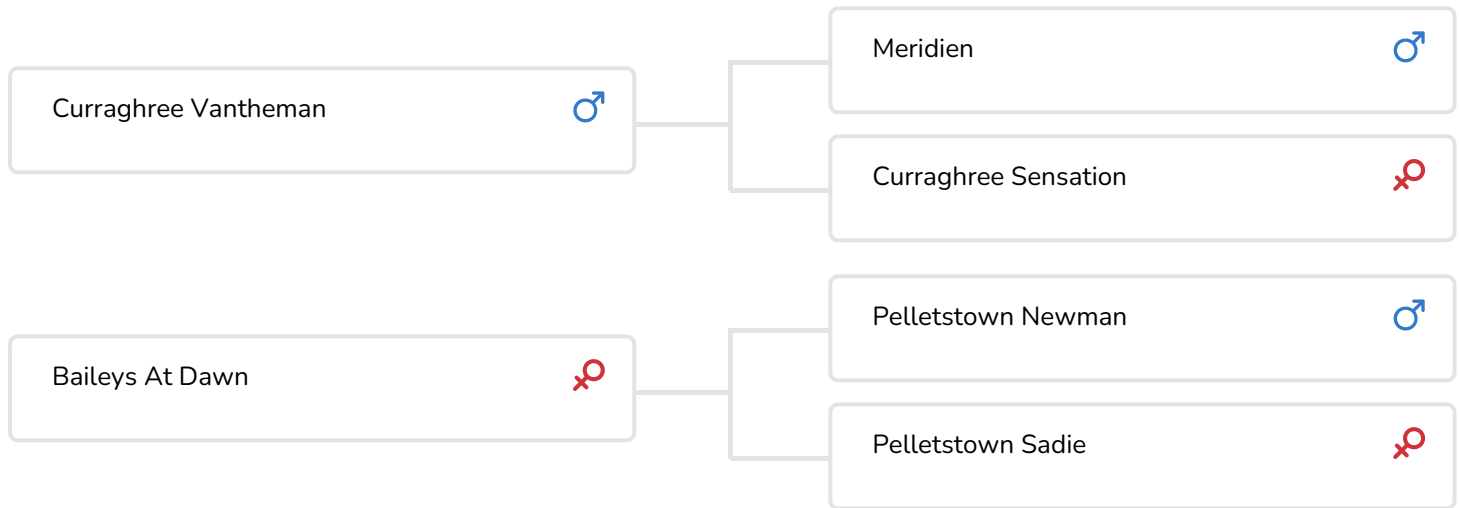 Curraghree Vantheman
Meridien
Curraghree Sensation
Baileys At Dawn
Pelletstown Newman
Pelletstown Sadie